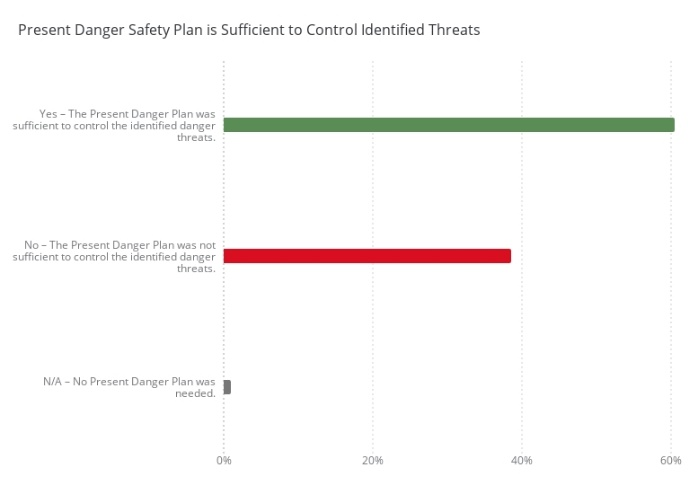 Present Danger Safety Plan is Sufficient to Control Identified Threats
Yes – The Present Danger Plan was
sufficient to control the identified danger
threats.
No – The Present Danger Plan was not
sufficient to control the identified danger
threats.
N/A – No Present Danger Plan was
needed.
0% 20% 40% 60%